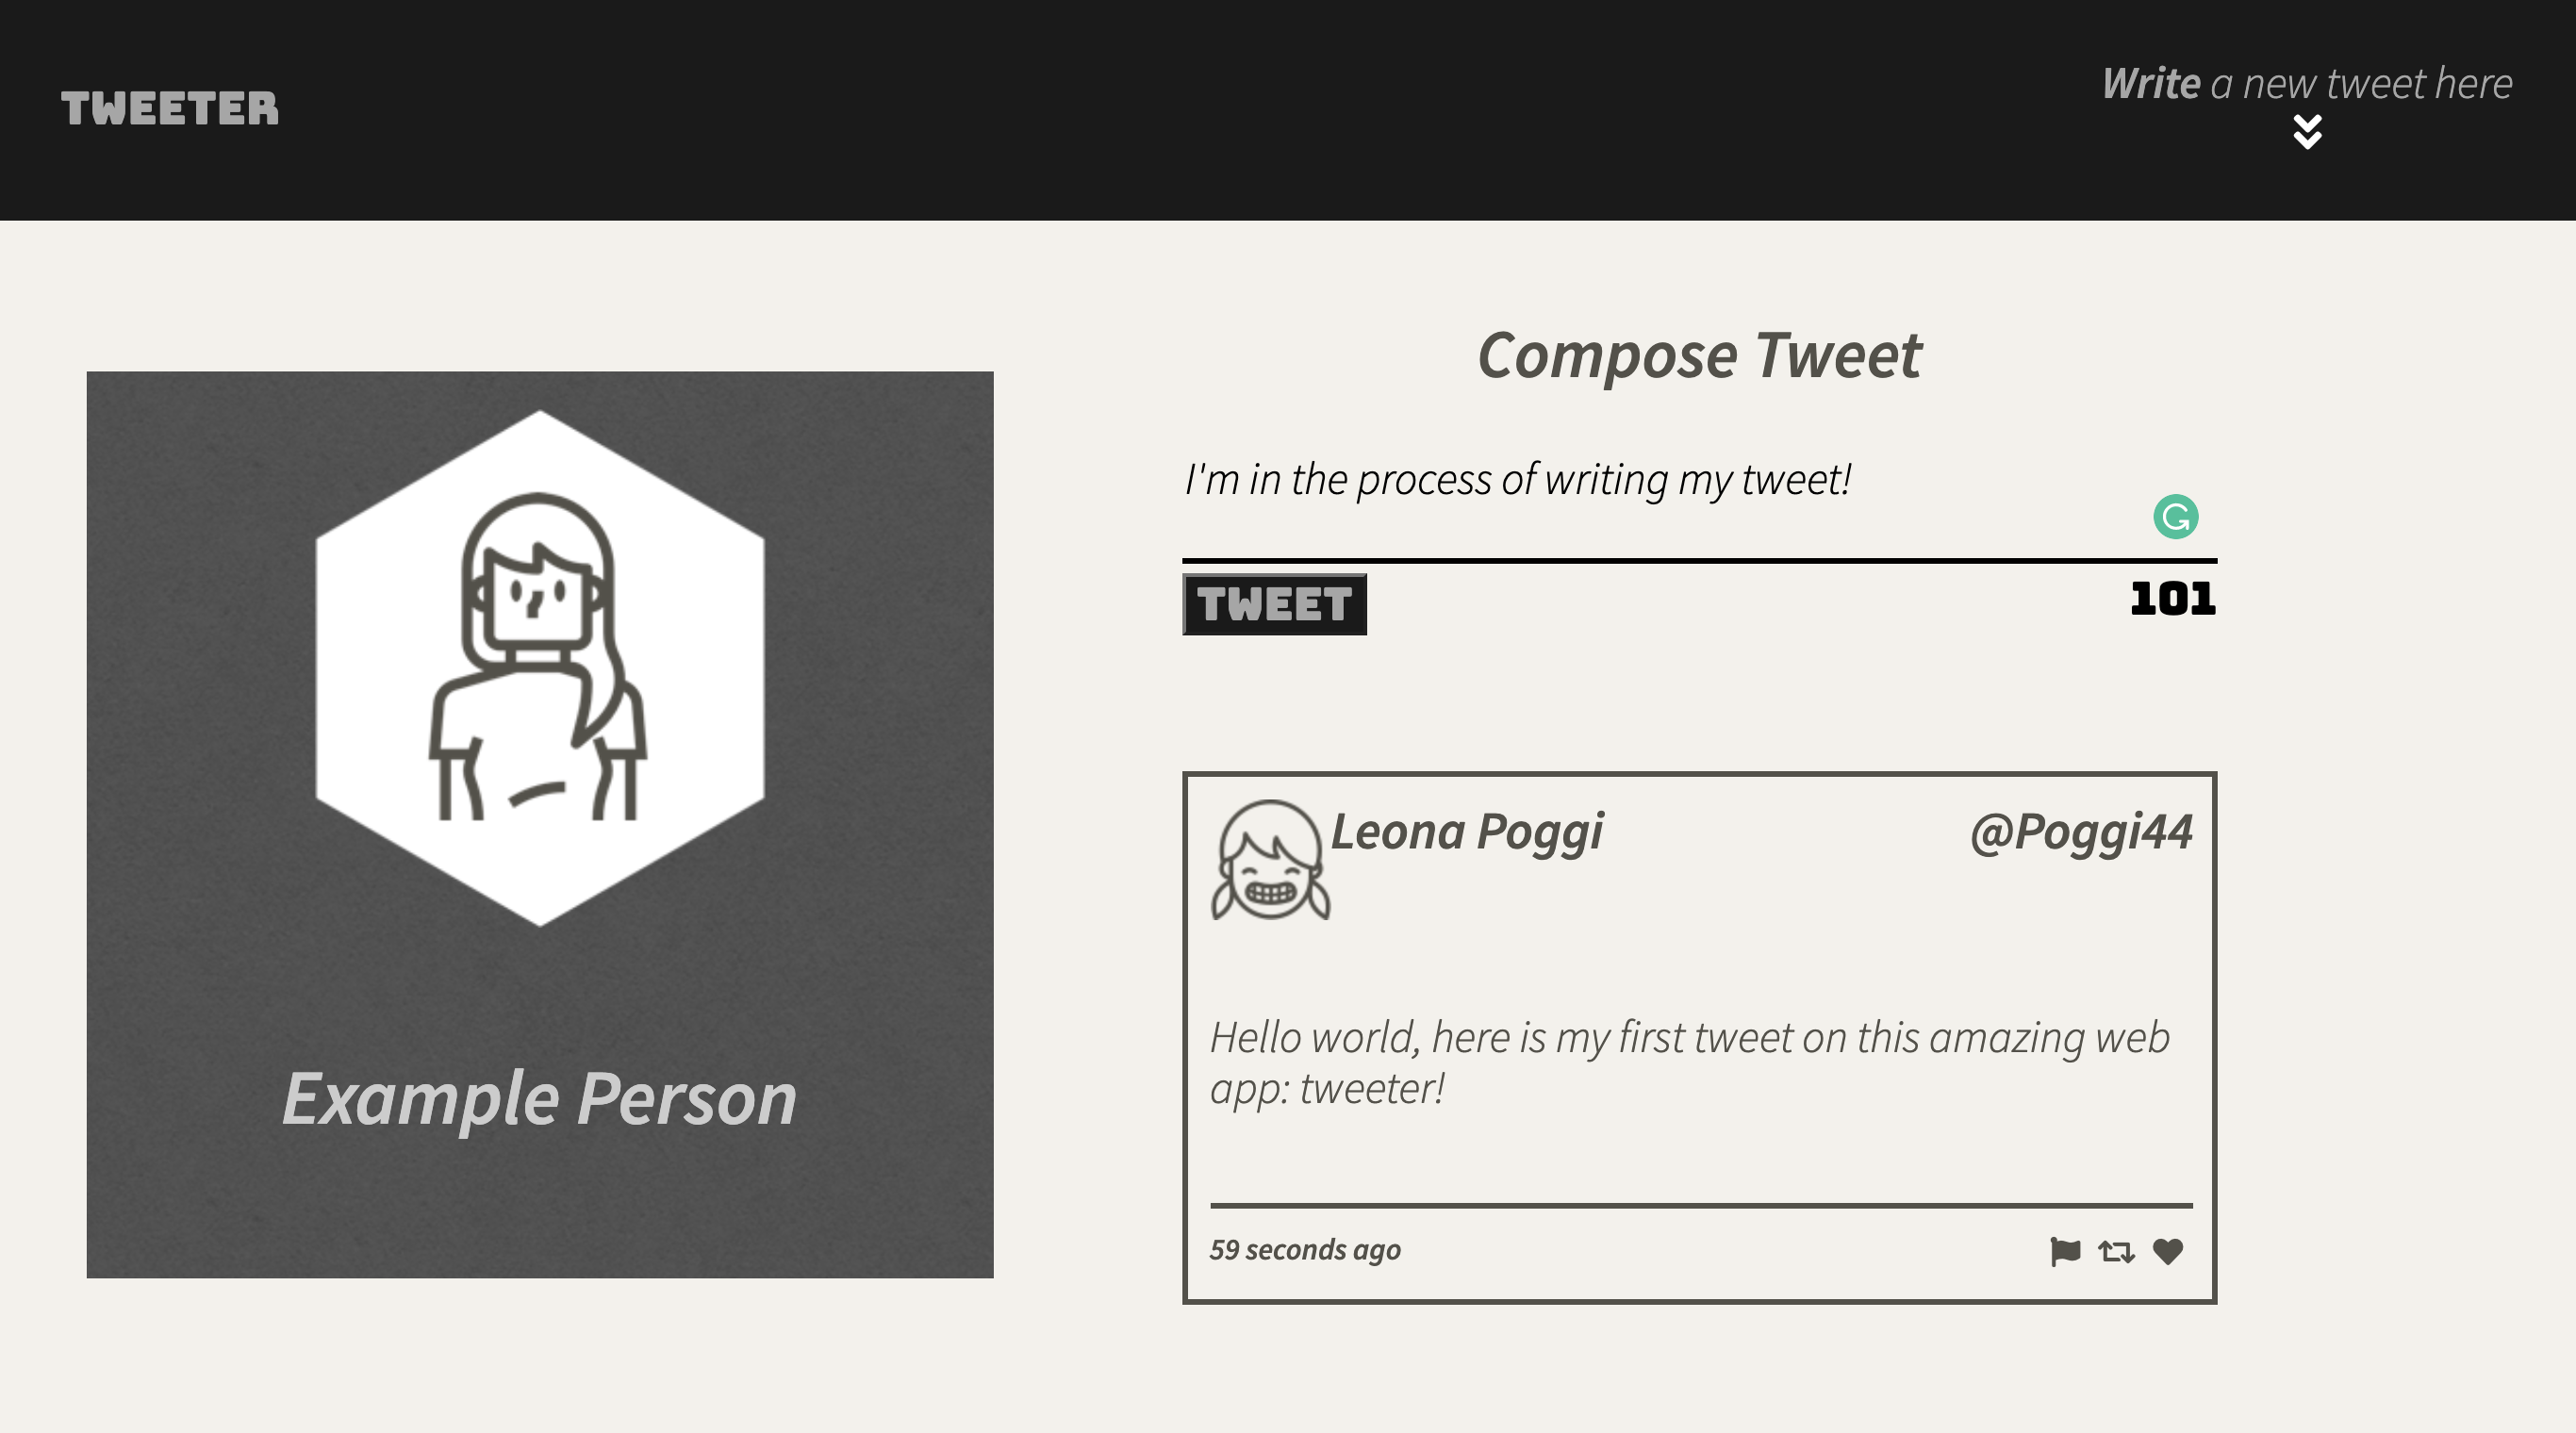 TWEETER
Write a new tweet here
Compose Tweet
I'm in the process of writing my tweet!
TWEET
101
Example Person
Leona Poggi
@Poggi44
Hello world, here is my first tweet on this amazing web
app: tweeter!
59 seconds ago